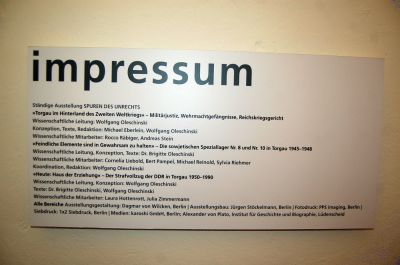 impressum
Ständige Ausstellung SPUREN DES UNRECHTS
»Torgau im Hinterland des Zweiten Weltkriegs« – Militärjustiz, Wehrmachtgefängnisse, Reichskriegsgericht
Wissenschaftliche Leitung: Wolfgang Oleschinski
Konzeption, Texte, Redaktion: Michael Eberlein, Wolfgang Oleschinski
Wissenschaftliche Mitarbeiter: Rocco Räbiger, Andreas Stein
»Feindliche Elemente sind in Gewahrsam zu halten« – Die sowjetischen Speziallager Nr. 8 und Nr. 10 in Torgau 1945–1948
Wissenschaftliche Leitung, Konzeption, Texte: Dr. Brigitte Oleschinski
Wissenschaftliche Mitarbeiter: Cornelia Liebold, Bert Pampel, Michael Reinold, Sylvia Riehmer
Koordination, Redaktion: Wolfgang Oleschinski
»Heute: Haus der Erziehung« – Der Strafvollzug der DDR in Torgau 1950–1990
Wissenschaftliche Leitung, Konzeption: Wolfgang Oleschinski
Texte: Dr. Brigitte Oleschinski, Wolfgang Oleschinski
Wissenschaftliche Mitarbeiter: Laura Hottenrott, Julia Zimmermann
Alle Bereiche Ausstellungsgestaltung: Dagmar von Wilcken, Berlin | Ausstellungsbau: Jürgen Stöckelmann, Berlin | Fotodruck: PPS imaging, Berlin |
Siebdruck: 1x2 Siebdruck, Berlin | Medien: karoshi GmbH, Berlin; Alexander von Plato, Institut für Geschichte und Biographie, Lüdenscheid